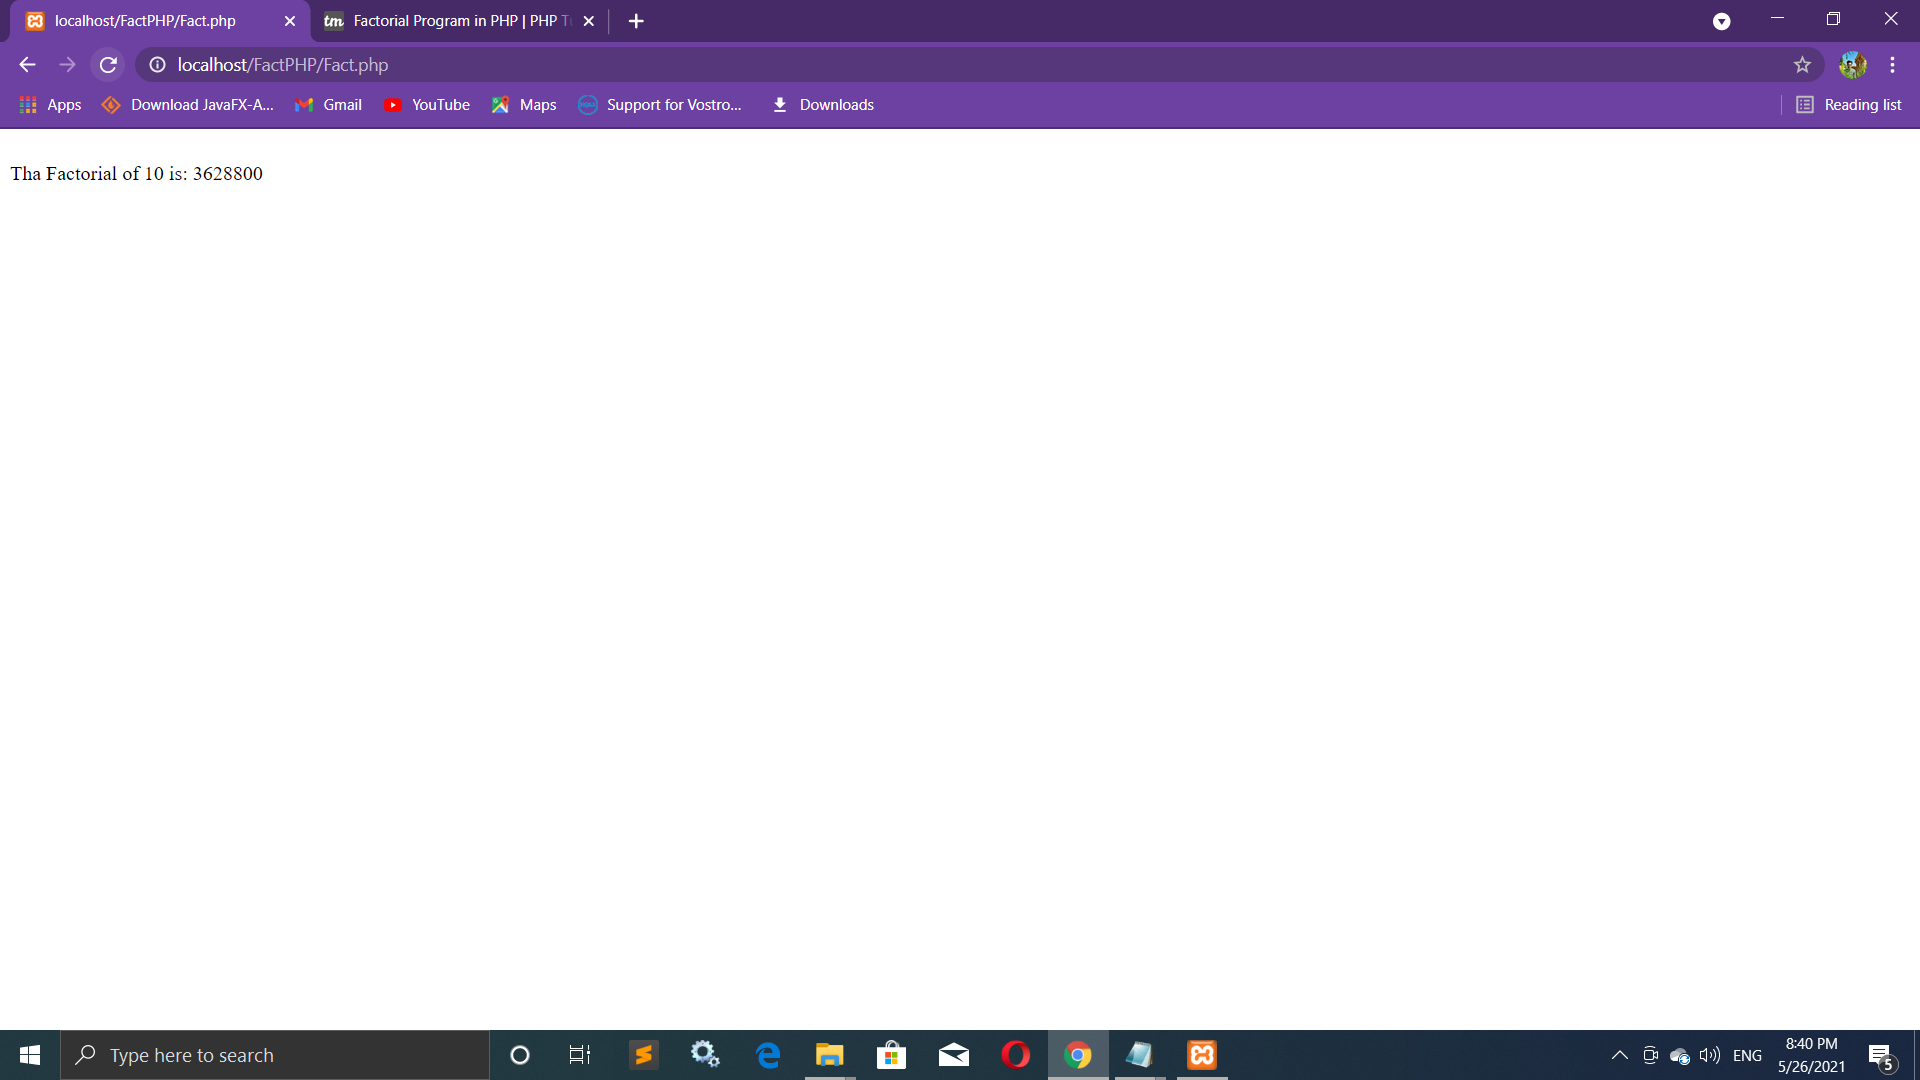 localhost/FactPHP/Fact.php
tm Factorial Program in PHP | PHP T
localhost/FactPHP/Fact.php
Apps Download JavaFX-A... Gmail YouTube Maps Support for Vostro... Downloads Reading list
Tha Factorial of 10 is: 3628800
Type here to search
ENG
8:40 PM
5/26/2021
5